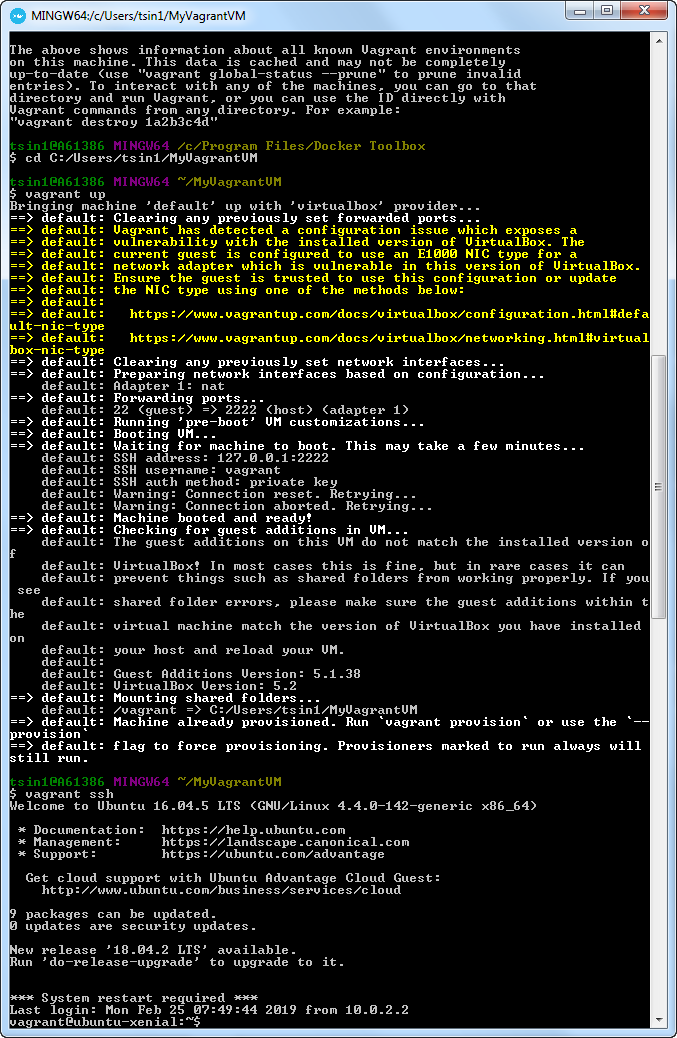 MINGW64:/c/Users/tsin1/MyVagrantVM
The above shows information about all known Vagrant environments
on this machine. This data is cached and may not be completely
up-to-date (use "vagrant global-status --prune" to prune invalid
entries). To interact with any of the machines, you can go to that
directory and run Vagrant, or you can use the ID directly with
Vagrant commands from any directory. For example:
"vagrant destroy 1a2b3c4d"
tsin1@A61386 MINGW64 /c/Program Files/Docker Toolbox
$ cd C:/Users/tsin1/MyVagrantVM
tsin1@A61386 MINGW64 ~/MyVagrantVM
$ vagrant up
Bringing machine 'default' up with 'virtualbox' provider...
==> default: Clearing any previously set forwarded ports...
==> default: Vagrant has detected a configuration issue which exposes a
==> default: vulnerability with the installed version of VirtualBox. The
==> default: current guest is configured to use an E1000 NIC type for a
==> default: network adapter which is vulnerable in this version of VirtualBox.
==> default: Ensure the guest is trusted to use this configuration or update
==> default: the NIC type using one of the methods below:
==> default:
==> default:   https://www.vagrantup.com/docs/virtualbox/configuration.html#defa
ult-nic-type
==> default:   https://www.vagrantup.com/docs/virtualbox/networking.html#virtual
box-nic-type
==> default: Clearing any previously set network interfaces...
==> default: Preparing network interfaces based on configuration...
    default: Adapter 1: nat
==> default: Forwarding ports...
    default: 22 (guest) => 2222 (host) (adapter 1)
==> default: Running 'pre-boot' VM customizations...
==> default: Booting VM...
==> default: Waiting for machine to boot. This may take a few minutes...
    default: SSH address: 127.0.0.1:2222
    default: SSH username: vagrant
    default: SSH auth method: private key
    default: Warning: Connection reset. Retrying...
    default: Warning: Connection aborted. Retrying...
==> default: Machine booted and ready!
==> default: Checking for guest additions in VM...
    default: The guest additions on this VM do not match the installed version o
f
    default: VirtualBox! In most cases this is fine, but in rare cases it can
    default: prevent things such as shared folders from working properly. If you
 see
    default: shared folder errors, please make sure the guest additions within t
he
    default: virtual machine match the version of VirtualBox you have installed
on
    default: your host and reload your VM.
    default:
    default: Guest Additions Version: 5.1.38
    default: VirtualBox Version: 5.2
==> default: Mounting shared folders...
    default: /vagrant => C:/Users/tsin1/MyVagrantVM
==> default: Machine already provisioned. Run `vagrant provision` or use the `--
provision`
==> default: flag to force provisioning. Provisioners marked to run always will
still run.
tsin1@A61386 MINGW64 ~/MyVagrantVM
$ vagrant ssh
Welcome to Ubuntu 16.04.5 LTS (GNU/Linux 4.4.0-142-generic x86_64)
 * Documentation:  https://help.ubuntu.com
 * Management:     https://landscape.canonical.com
 * Support:        https://ubuntu.com/advantage
  Get cloud support with Ubuntu Advantage Cloud Guest:
    http://www.ubuntu.com/business/services/cloud
9 packages can be updated.
0 updates are security updates.
New release '18.04.2 LTS' available.
Run 'do-release-upgrade' to upgrade to it.
*** System restart required ***
Last login: Mon Feb 25 07:49:44 2019 from 10.0.2.2
vagrant@ubuntu-xenial:~$